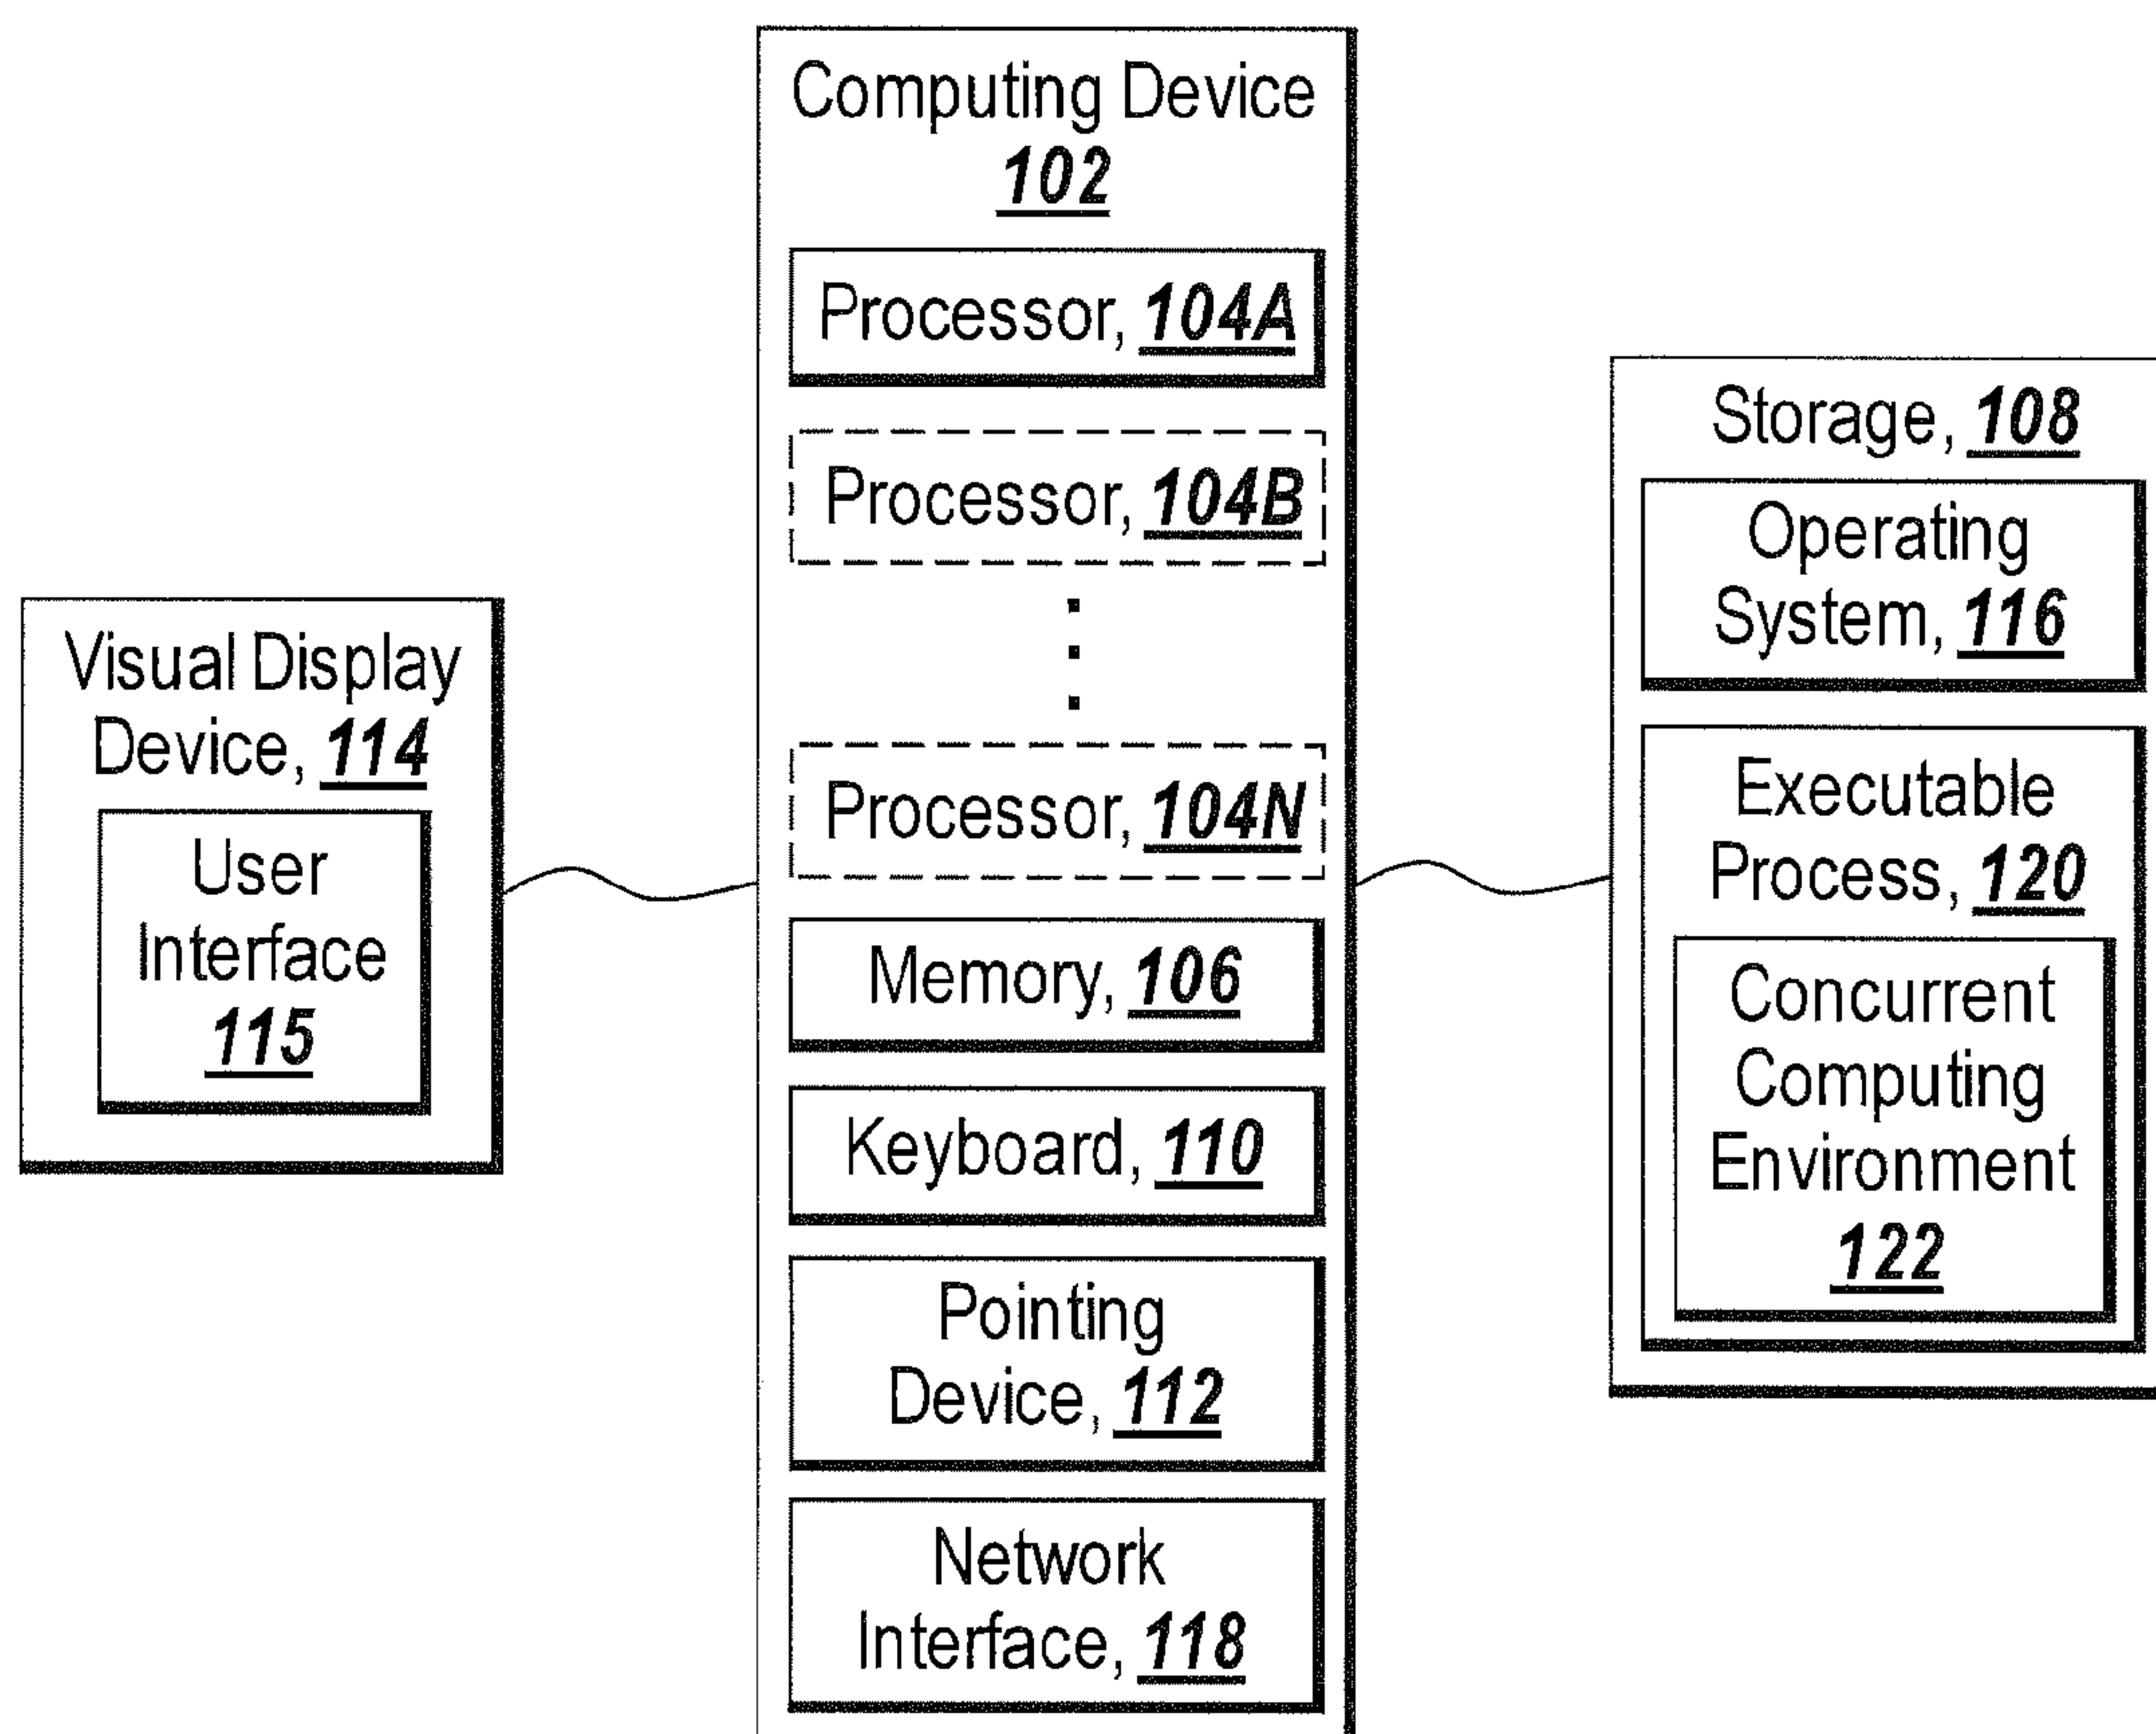 Computing Device
102
Processor, 104A
Processor, 104B
Processor, 104N
Memory, 106
Keyboard, 110
Pointing
Device, 112
Network
Interface, 118
Visual Display
Device, 114
User
Interface
115
Storage, 108
Operating
System, 116
Executable
Process, 120
Concurrent
Computing
Environment
122